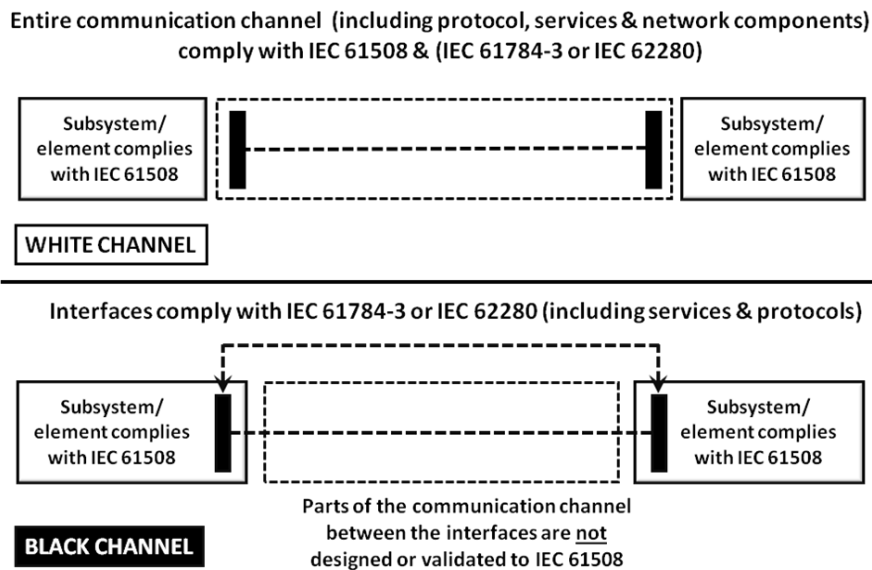 Entire communication channel (including protocol, services & network components)
comply with IEC 61508 & (IEC 61784-3 or IEC 62280)
Subsystem/
element complies
with IEC 61508
Subsystem/
element complies
with IEC 61508
WHITE CHANNEL
Interfaces comply with IEC 61784-3 or IEC 62280 (including services & protocols)
Subsystem/
element complies
with IEC 61508
Subsystem/
element complies
with IEC 61508
Parts of the communication channel
between the interfaces are not
designed or validated to IEC 61508
BLACK CHANNEL